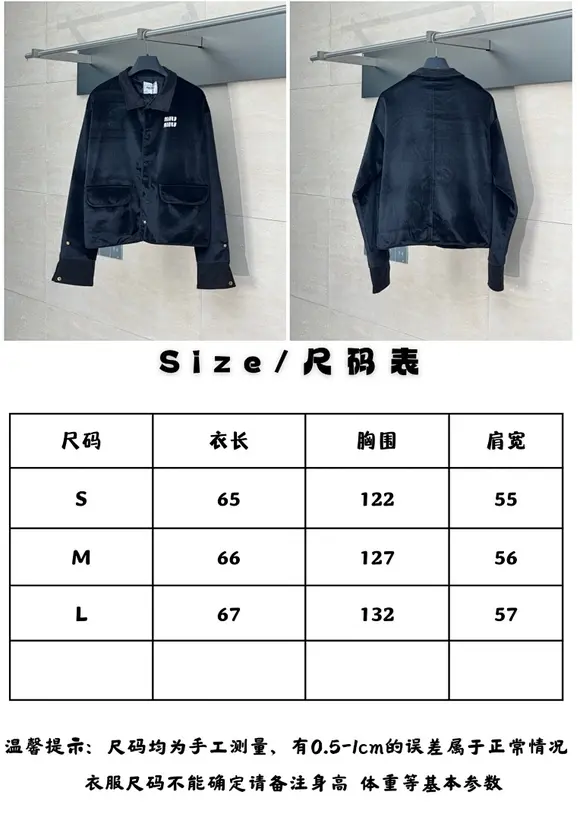 miu
miu
Size/尺码表
尺码 衣长 胸围 肩宽
S 65 122 55
M 66 127 56
L 67 132 57
温馨提示：尺码均为手工测量，有0.5-1cm的误差属于正常情况
衣服尺码不能确定请备注身高 体重等基本参数